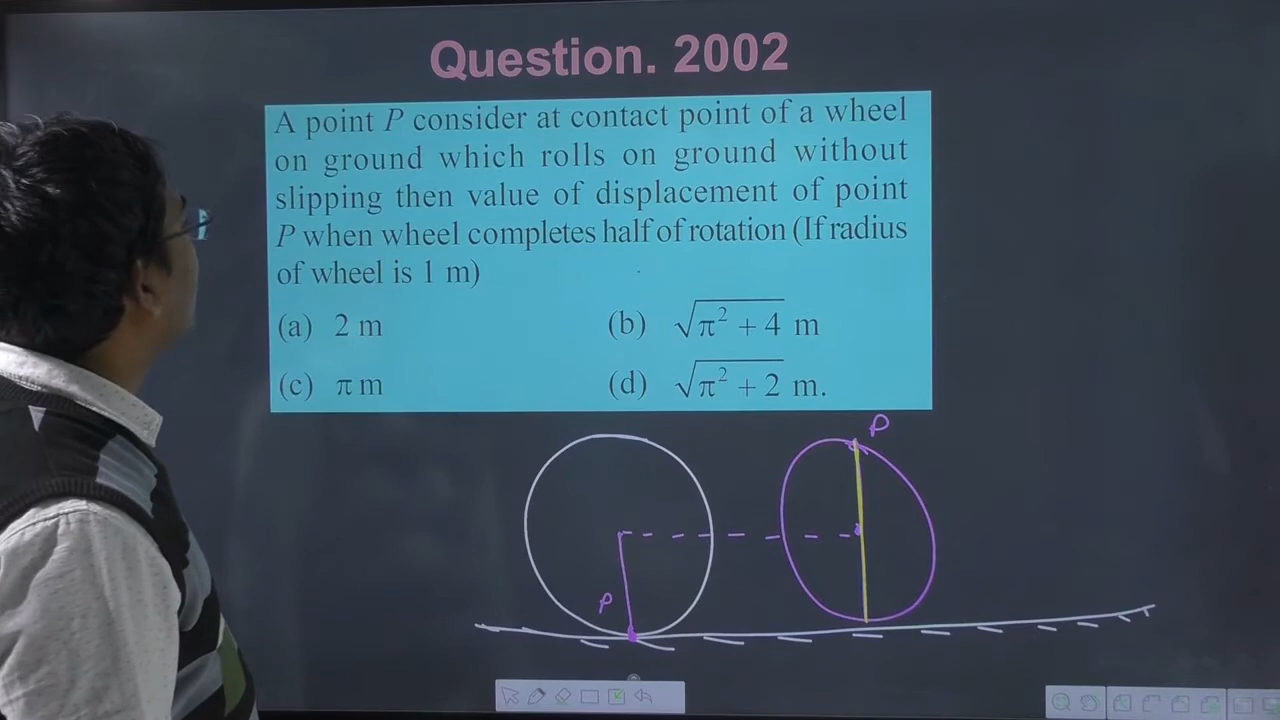 Question. 2002
A point P consider at contact point of a wheel
on ground which rolls on ground without
slipping then value of displacement of point
P when wheel completes half of rotation (If radius
of wheel is 1 m)
(a) 2 m (b) √π² + 4 m
(c) π m (d) √π² + 2 m.
P
P